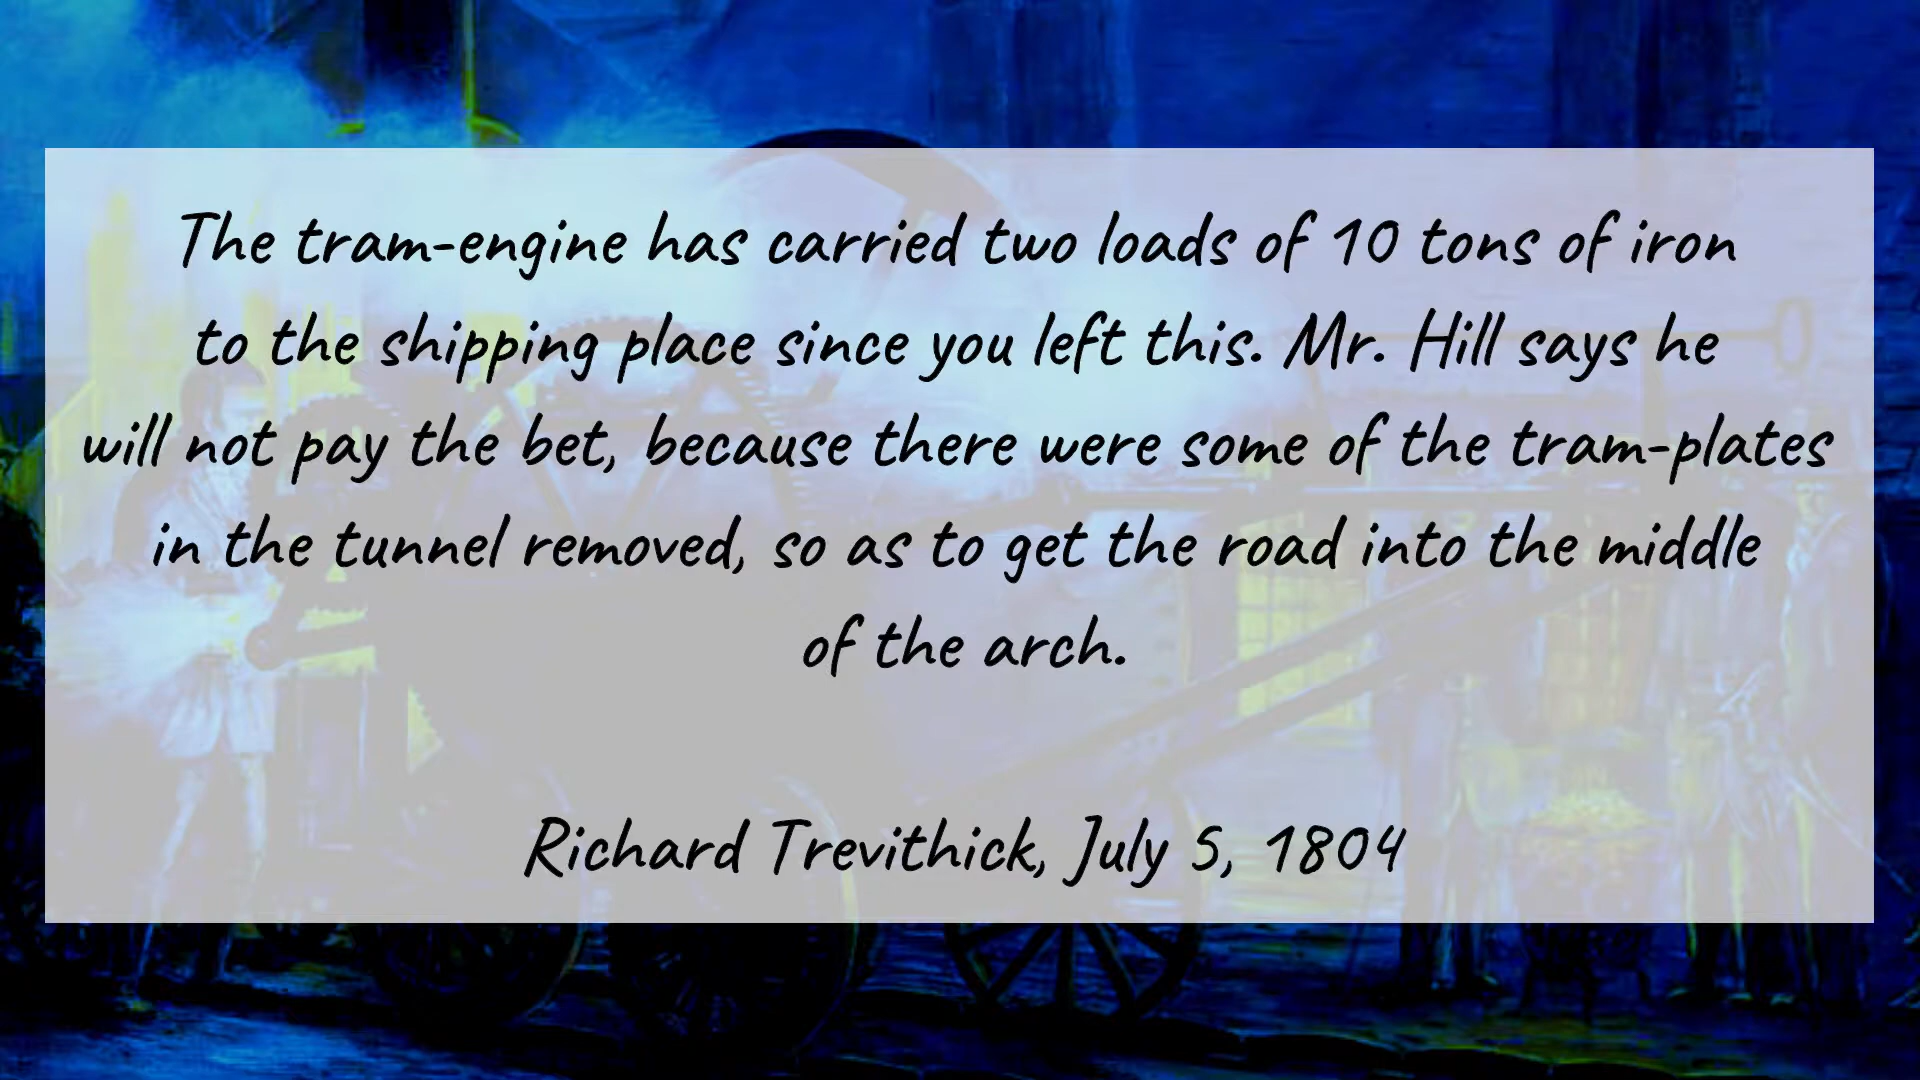 The tram-engine has carried two loads of 10 tons of iron
to the shipping place since you left this. Mr. Hill says he
will not pay the bet, because there were some of the tram-plates
in the tunnel removed, so as to get the road into the middle
of the arch.
Richard Trevithick, July 5, 1804